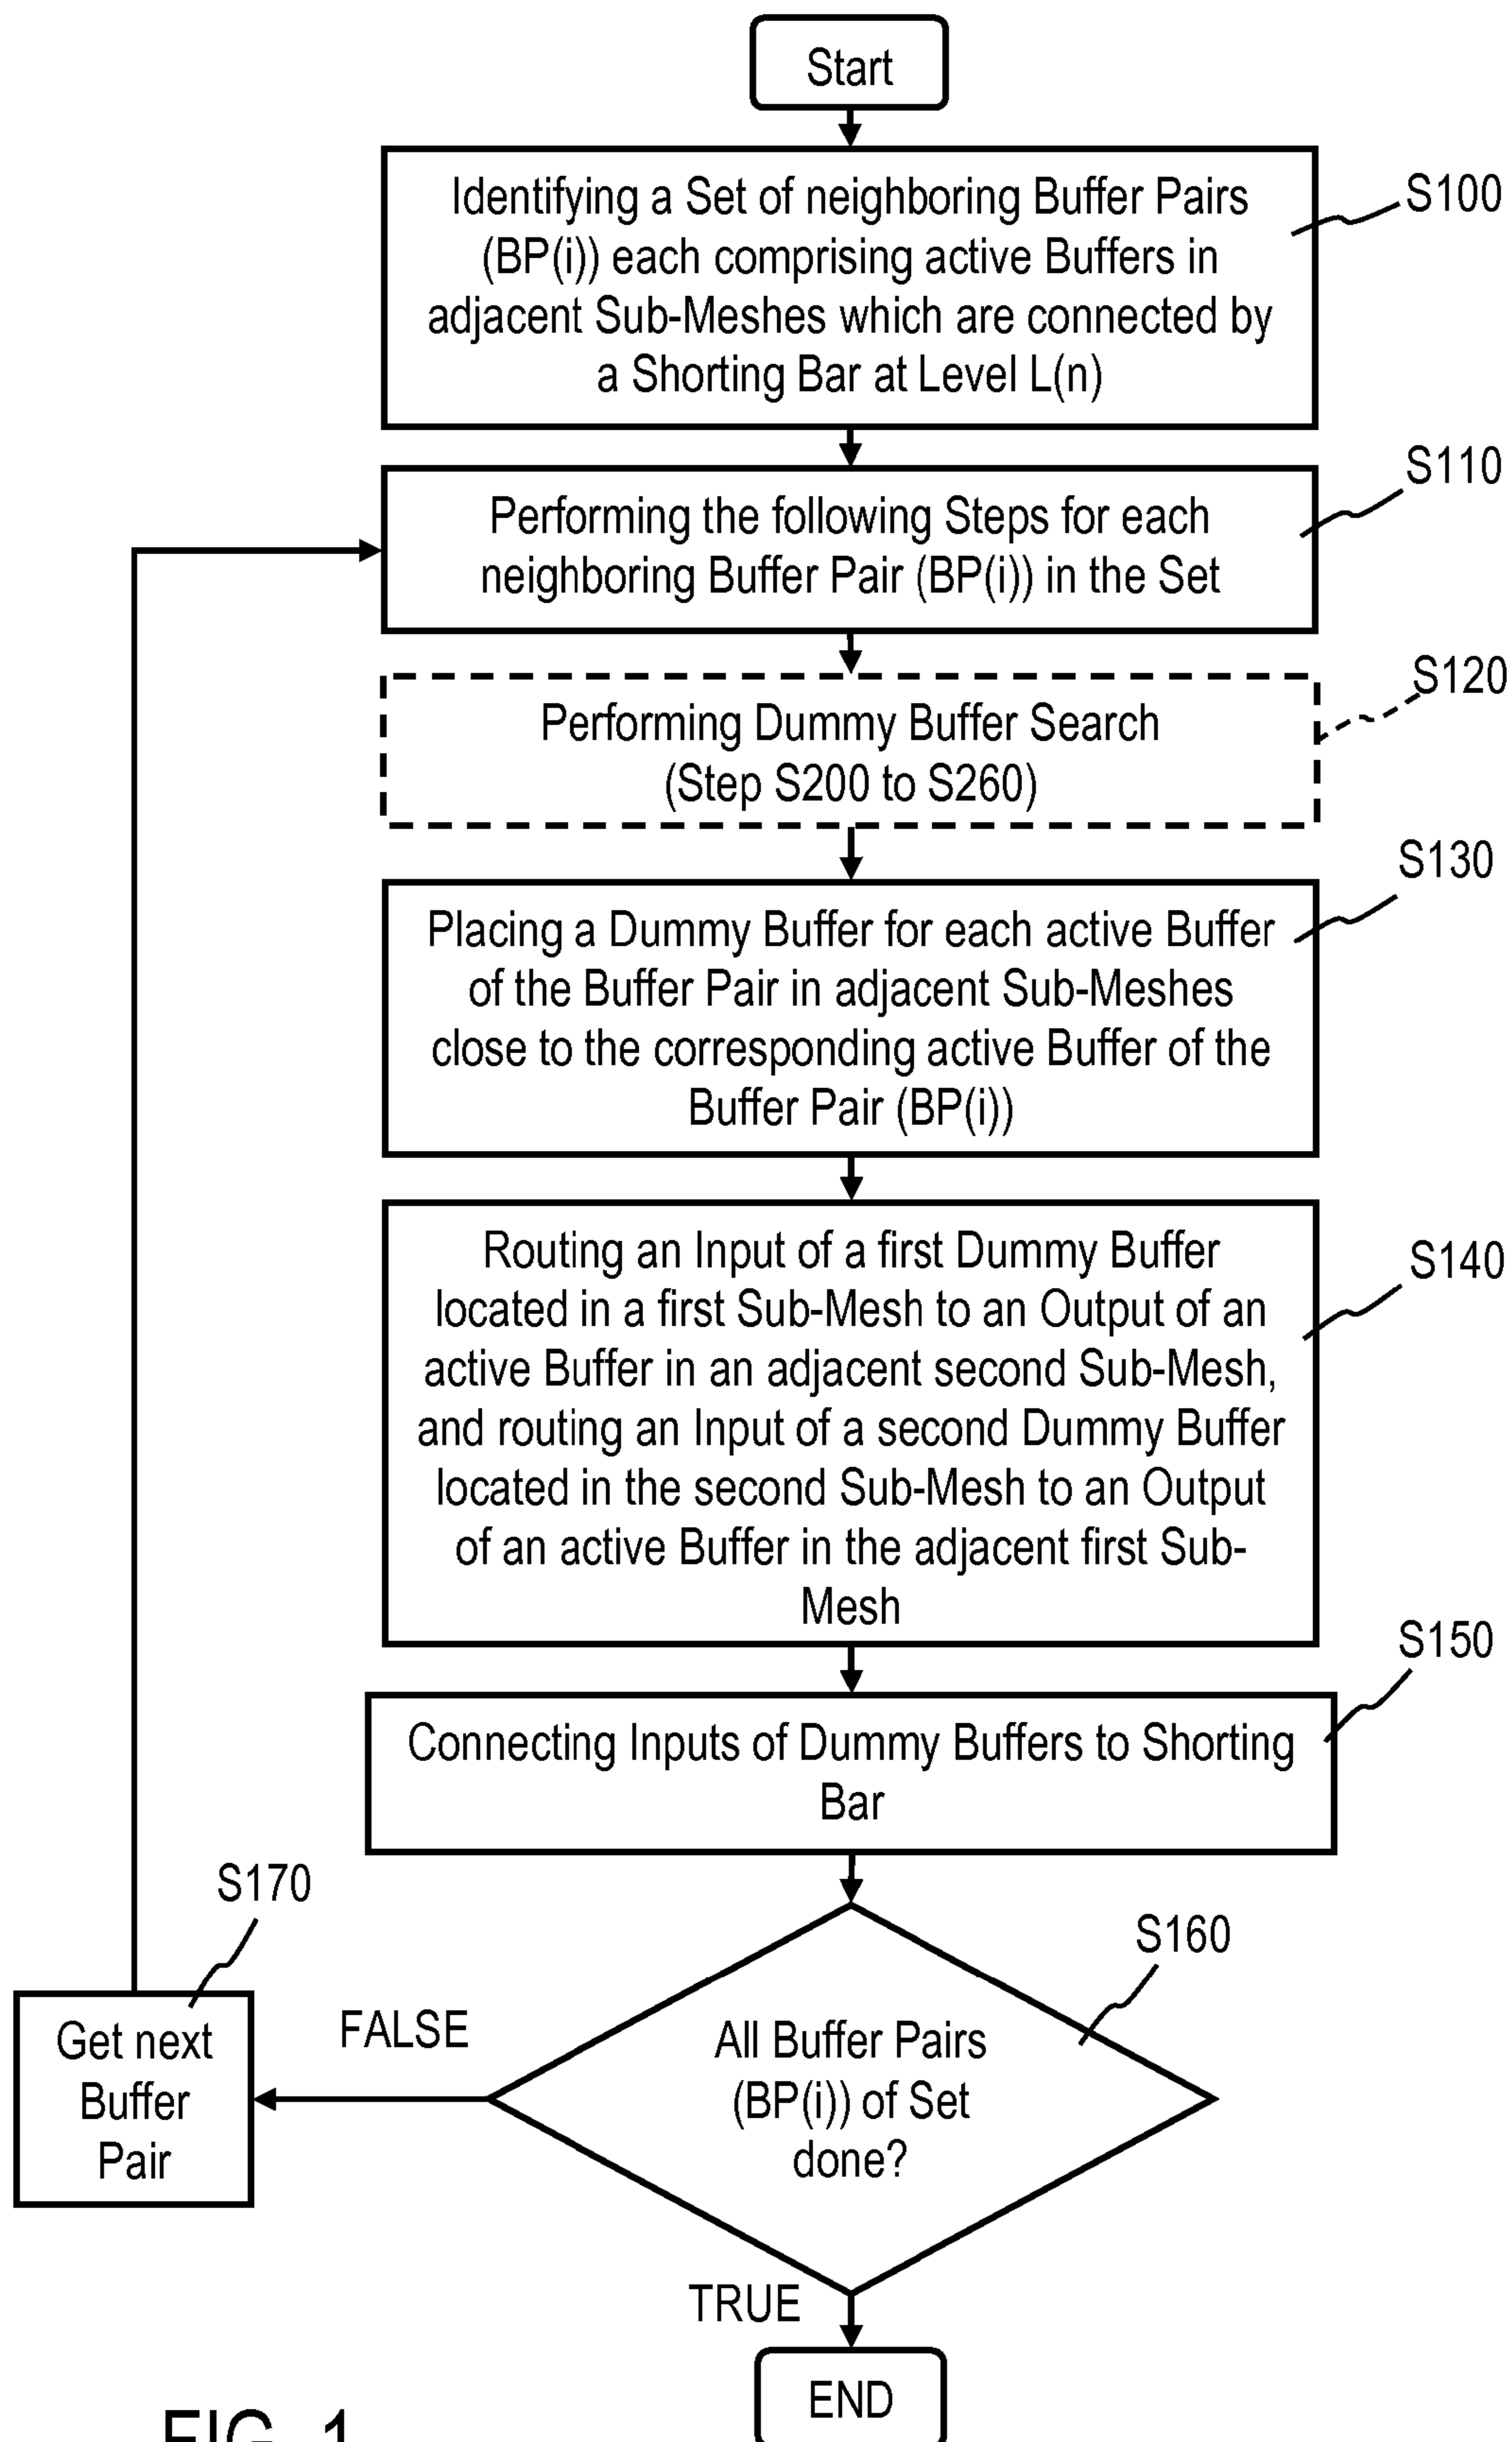 Start
Identifying a Set of neighboring Buffer Pairs
(BP(i)) each comprising active Buffers in
adjacent Sub-Meshes which are connected by
a Shorting Bar at Level L(n)
S100
Performing the following Steps for each
neighboring Buffer Pair (BP(i)) in the Set
S110
Performing Dummy Buffer Search
(Step S200 to S260)
S120
Placing a Dummy Buffer for each active Buffer
of the Buffer Pair in adjacent Sub-Meshes
close to the corresponding active Buffer of the
Buffer Pair (BP(i))
S130
Routing an Input of a first Dummy Buffer
located in a first Sub-Mesh to an Output of an
active Buffer in an adjacent second Sub-Mesh,
and routing an Input of a second Dummy Buffer
located in the second Sub-Mesh to an Output
of an active Buffer in the adjacent first Sub-
Mesh
S140
Connecting Inputs of Dummy Buffers to Shorting
Bar
S150
All Buffer Pairs
(BP(i)) of Set
done?
S160
FALSE
Get next
Buffer
Pair
S170
TRUE
END
FIG. 1